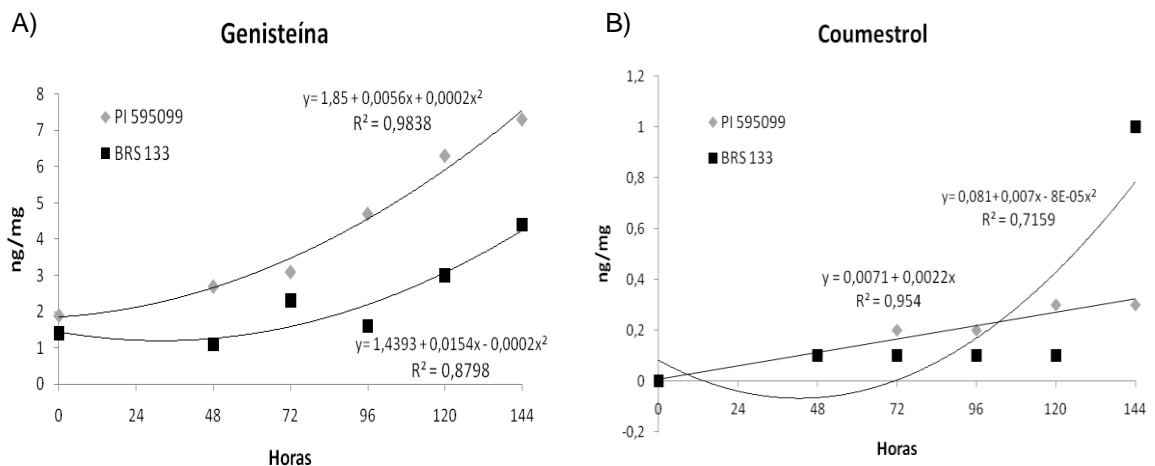 A)
Genisteína
8
7
6
5
4
3
2
1
0
ng/mg
PI 595099
BRS 133
y= 1,85 + 0,0056x + 0,0002x²
R² = 0,9838
y= 1,4393 + 0,0154x - 0,0002x²
R² = 0,8798
0 48 72 96 120 144
Horas
B)
Coumestrol
1,2
1
0,8
0,6
0,4
0,2
0
-0,2
ng/mg
PI 595099
BRS 133
y= 0,081 + 0,007x - 8E-05x²
R² = 0,7159
y = 0,0071 + 0,0022x
R² = 0,954
0 24 48 72 96 120 144
Horas